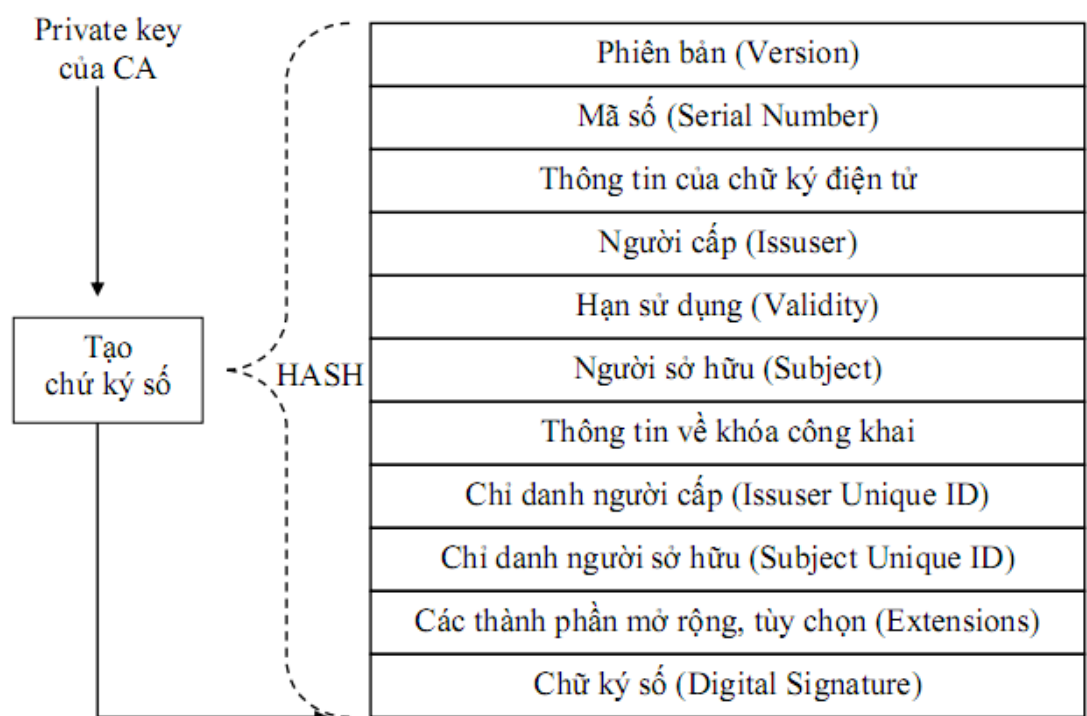 Private key
của CA
Tạo
chứ ký số
HASH
Phiên bản (Version)
Mã số (Serial Number)
Thông tin của chữ ký điện tử
Người cấp (Issuser)
Hạn sử dụng (Validity)
Người sở hữu (Subject)
Thông tin về khóa công khai
Chỉ danh người cấp (Issuser Unique ID)
Chỉ danh người sở hữu (Subject Unique ID)
Các thành phần mở rộng, tùy chọn (Extensions)
Chữ ký số (Digital Signature)